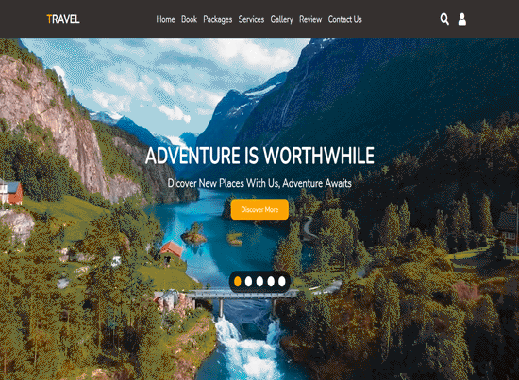 TRAVEL
Home Book Packages Services Gallery Review Contact Us
ADVENTURE IS WORTHWHILE
Dicover New Places With Us, Adventure Awaits
Discover More